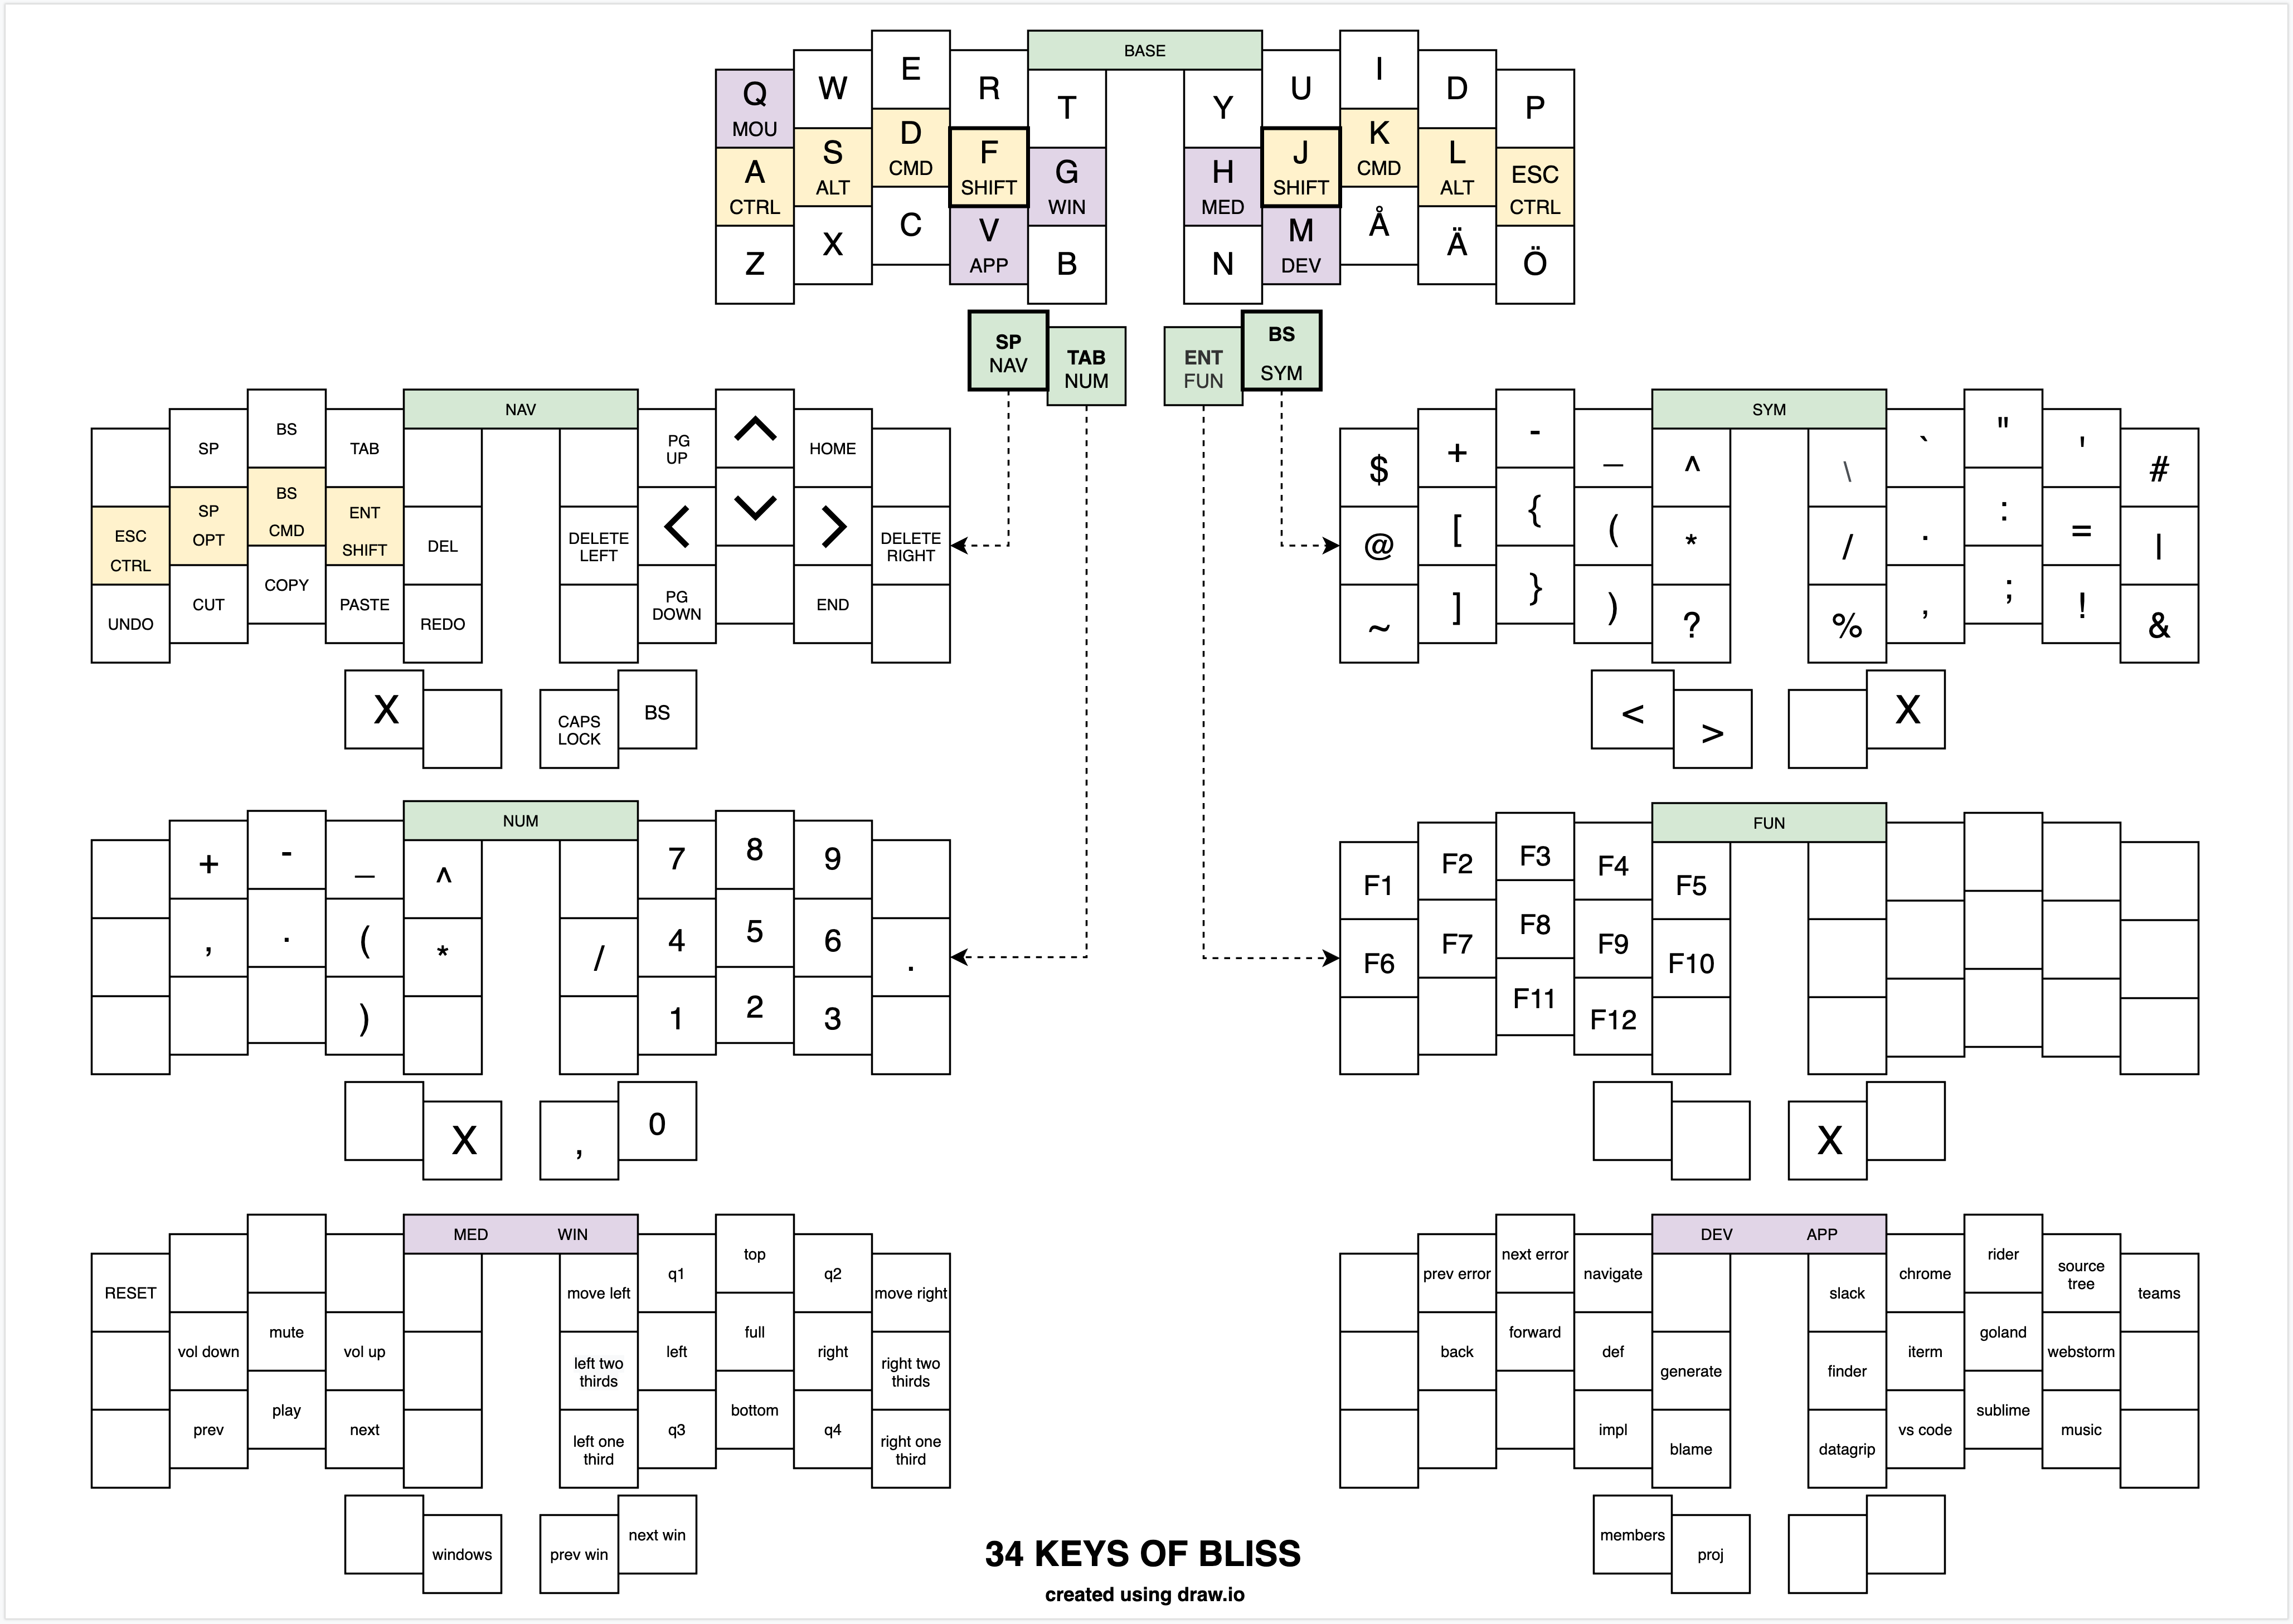 BASE
Q W E R T Y U I D P
MOU
A S D F G H J K L ESC
CTRL ALT CMD SHIFT WIN MED SHIFT CMD ALT CTRL
Z X C V B N M Å Ä Ö
APP DEV
SP TAB ENT BS
NAV NUM FUN SYM
NAV
SP BS TAB PG UP ^ HOME
ESC SP BS ENT DEL DELETE LEFT < ⌄ > DELETE RIGHT
CTRL OPT CMD SHIFT
UNDO CUT COPY PASTE REDO PG DOWN END
X CAPS LOCK BS
SYM
$ + - _ ^ \ ` " ' #
@ [ { ( * / . : = |
~ ] } ) ? % , ; ! &
< > X
NUM
+ - _ ^ 7 8 9
, . ( * / 4 5 6 .
) 1 2 3
X , 0
FUN
F1 F2 F3 F4 F5
F6 F7 F8 F9 F10
F11 F12
X
MED WIN
RESET move left q1 top q2 move right
vol down mute vol up left two thirds left full right right two thirds
prev play next left one third q3 bottom q4 right one third
windows prev win next win
DEV APP
prev error next error navigate slack chrome rider source tree teams
back forward def generate finder iterm goland webstorm
impl blame datagrip vs code sublime music
members proj
34 KEYS OF BLISS
created using draw.io